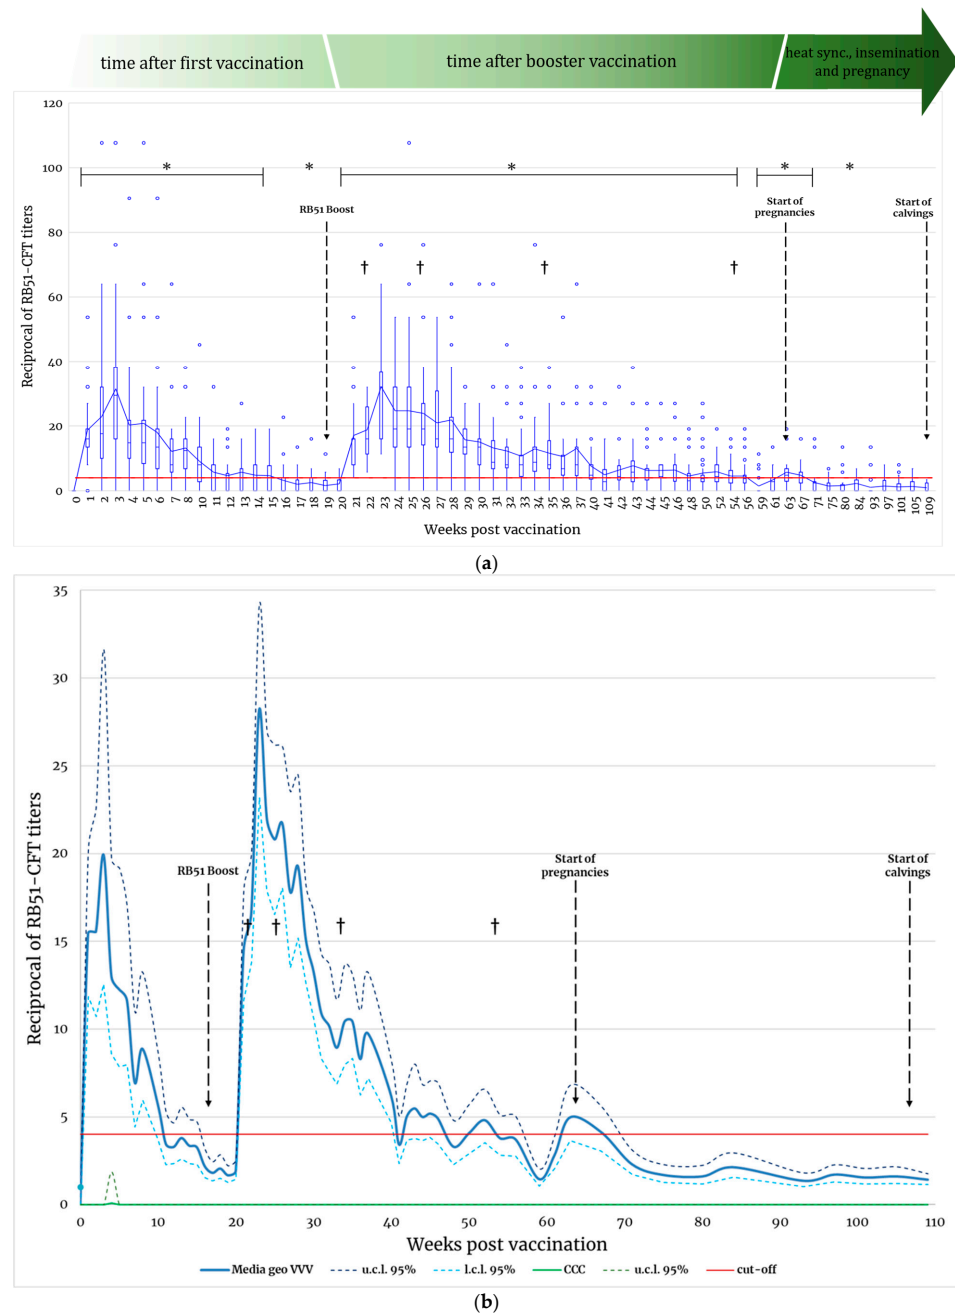 time after first vaccination
time after booster vaccination
heat sync., insemination
and pregnancy
120
100
80
60
40
20
0
Reciprocal of RB51-CFT titers
*
*
*
*
*
RB51 Boost
Start of
pregnancies
Start of
calvings
†
†
†
†
0 1 2 3 4 5 6 7 8 10 11 12 13 14 15 16 17 18 19 20 21 22 23 24 25 26 27 28 29 30 31 32 33 34 35 36 37 40 41 42 43 44 45 46 48 50 52 54 56 59 61 63 67 71 75 80 84 93 97 101 105 109
Weeks post vaccination
(a)
35
30
25
20
15
10
5
0
Reciprocal of RB51-CFT titers
RB51 Boost
Start of
pregnancies
Start of
calvings
†
†
†
†
0 10 20 30 40 50 60 70 80 90 100 110
Weeks post vaccination
Media geo VVV u.c.l. 95% l.c.l. 95% CCC u.c.l. 95% cut-off
(b)